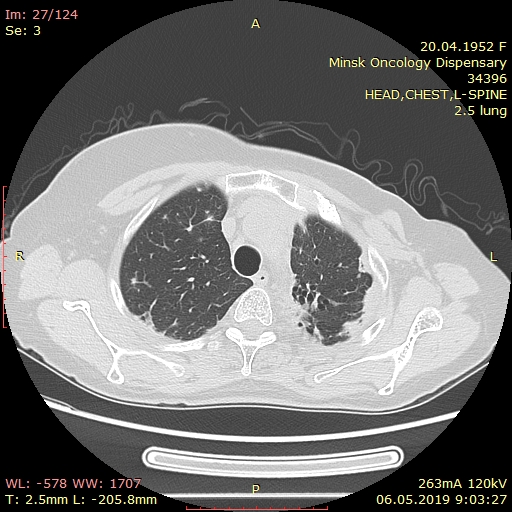 Im: 27/124
Se: 3
A
20.04.1952 F
Minsk Oncology Dispensary
34396
HEAD,CHEST,L-SPINE
2.5 lung
R
L
WL: -578 WW: 1707
T: 2.5mm L: -205.8mm
P
263mA 120kV
06.05.2019 9:03:27